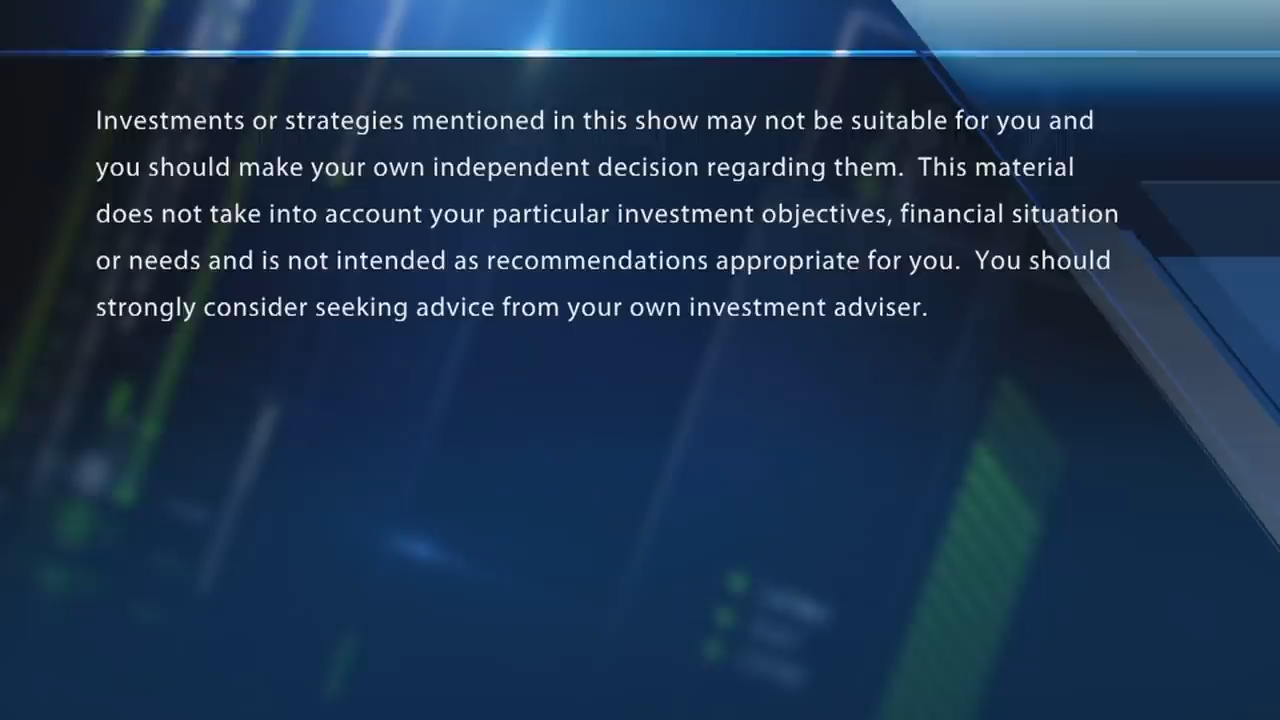 Investments or strategies mentioned in this show may not be suitable for you and
you should make your own independent decision regarding them.  This material
does not take into account your particular investment objectives, financial situation
or needs and is not intended as recommendations appropriate for you.  You should
strongly consider seeking advice from your own investment adviser.